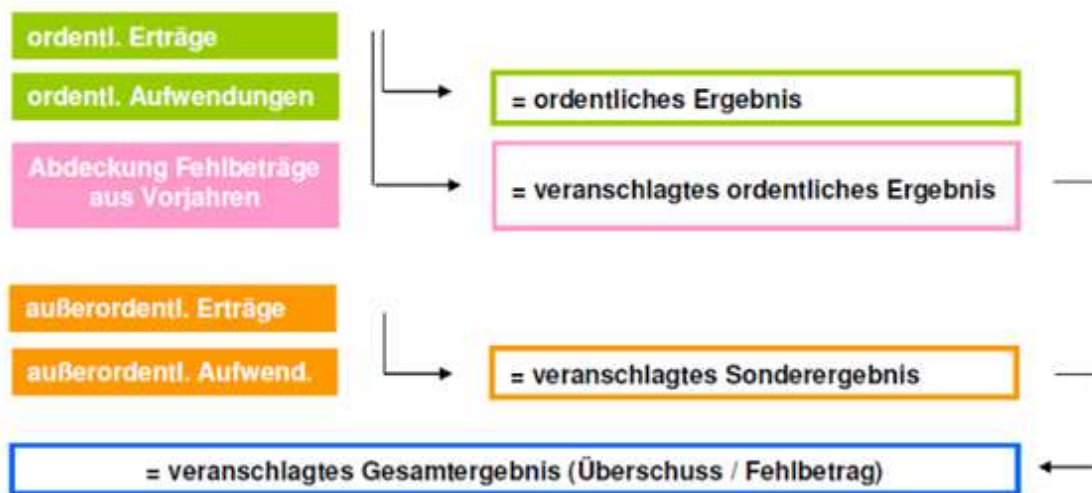 ordentl. Erträge
ordentl. Aufwendungen
= ordentliches Ergebnis
Abdeckung Fehlbeträge
aus Vorjahren
= veranschlagtes ordentliches Ergebnis
außerordentl. Erträge
außerordentl. Aufwend.
= veranschlagtes Sonderergebnis
= veranschlagtes Gesamtergebnis (Überschuss / Fehlbetrag)